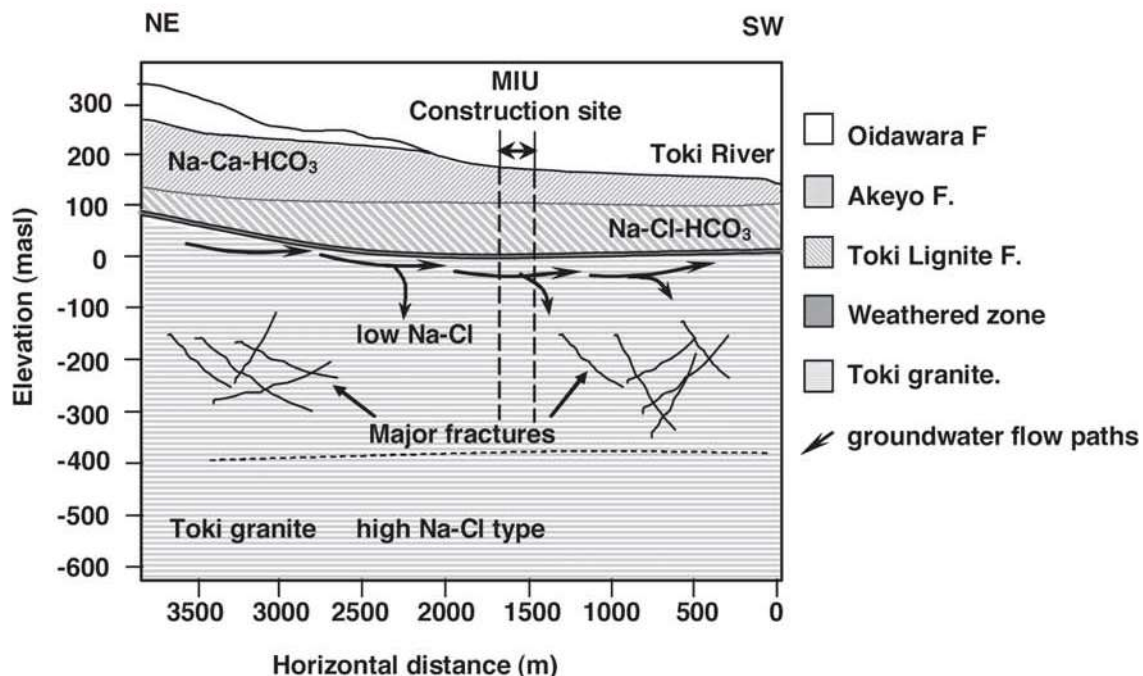 NE
SW
MIU
Construction site
Toki River
Na-Ca-HCO₃
Na-Cl-HCO₃
low Na-Cl
Major fractures
Toki granite
high Na-Cl type
Elevation (masl)
300
200
100
0
-100
-200
-300
-400
-500
-600
3500
3000
2500
2000
1500
1000
500
0
Horizontal distance (m)
Oidawara F
Akeyo F.
Toki Lignite F.
Weathered zone
Toki granite.
groundwater flow paths